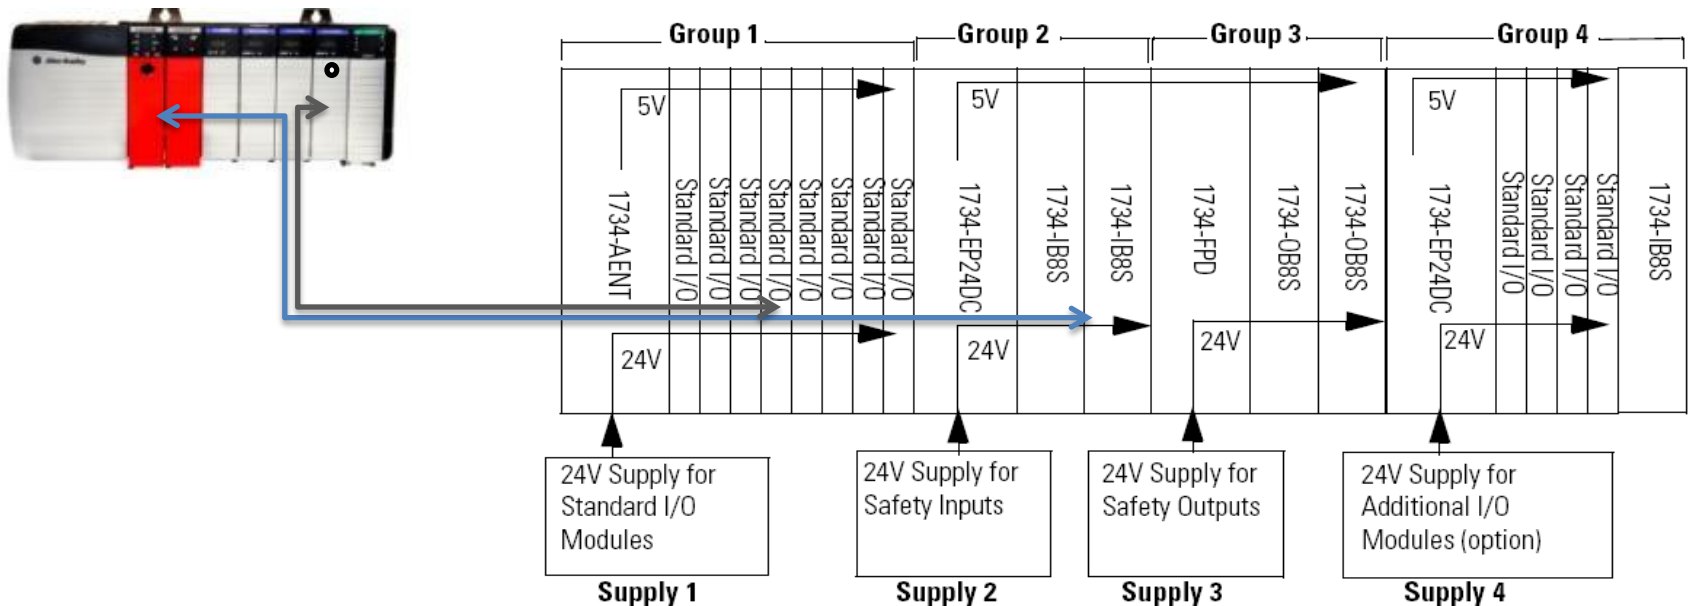 Allen-Bradley
Group 1
Group 2
Group 3
Group 4
5V
5V
5V
1734-AENT
Standard I/O
Standard I/O
Standard I/O
Standard I/O
Standard I/O
Standard I/O
Standard I/O
Standard I/O
1734-EP24DC
1734-IB8S
1734-IB8S
1734-FPD
1734-OB8S
1734-OB8S
1734-EP24DC
Standard I/O
Standard I/O
Standard I/O
Standard I/O
1734-IB8S
24V
24V
24V
24V
24V Supply for
Standard I/O
Modules
24V Supply for
Safety Inputs
24V Supply for
Safety Outputs
24V Supply for
Additional I/O
Modules (option)
Supply 1
Supply 2
Supply 3
Supply 4